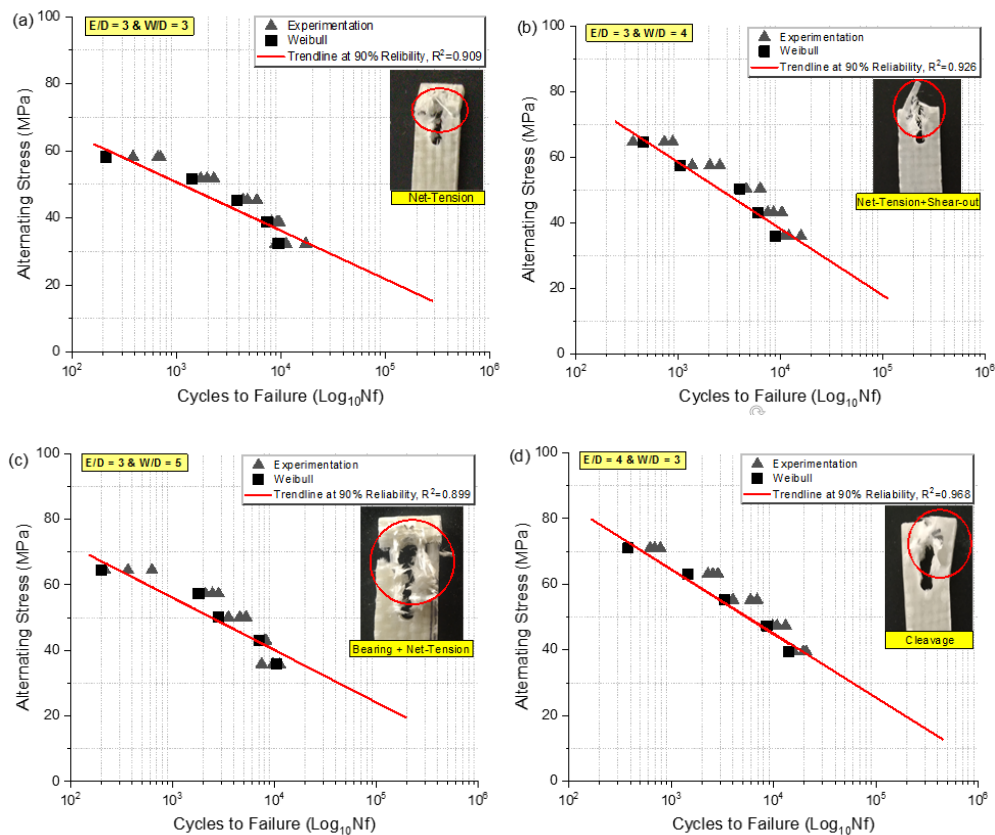 (a)
E/D = 3 & W/D = 3
Experimentation
Weibull
Trendline at 90% Relibility, R²=0.909
Net-Tension
Alternating Stress (MPa)
100
80
60
40
20
0
10² 10³ 10⁴ 10⁵ 10⁶
Cycles to Failure (Log₁₀Nf)
(b)
E/D = 3 & W/D = 4
Experimentation
Weibull
Trendline at 90% Reliability, R²=0.926
Net-Tension+Shear-out
Alternating Stress (MPa)
100
80
60
40
20
0
10² 10³ 10⁴ 10⁵ 10⁶
Cycles to Failure (Log₁₀Nf)
(c)
E/D = 3 & W/D = 5
Experimentation
Weibull
Trendline at 90% Reliability, R²=0.899
Bearing + Net-Tension
Alternating Stress (MPa)
100
80
60
40
20
0
10² 10³ 10⁴ 10⁵ 10⁶
Cycles to Failure (Log₁₀Nf)
(d)
E/D = 4 & W/D = 3
Experimentation
Weibull
Trendline at 90% Reliability, R²=0.968
Cleavage
Alternating Stress (MPa)
100
80
60
40
20
0
10² 10³ 10⁴ 10⁵ 10⁶
Cycles to Failure (Log₁₀Nf)